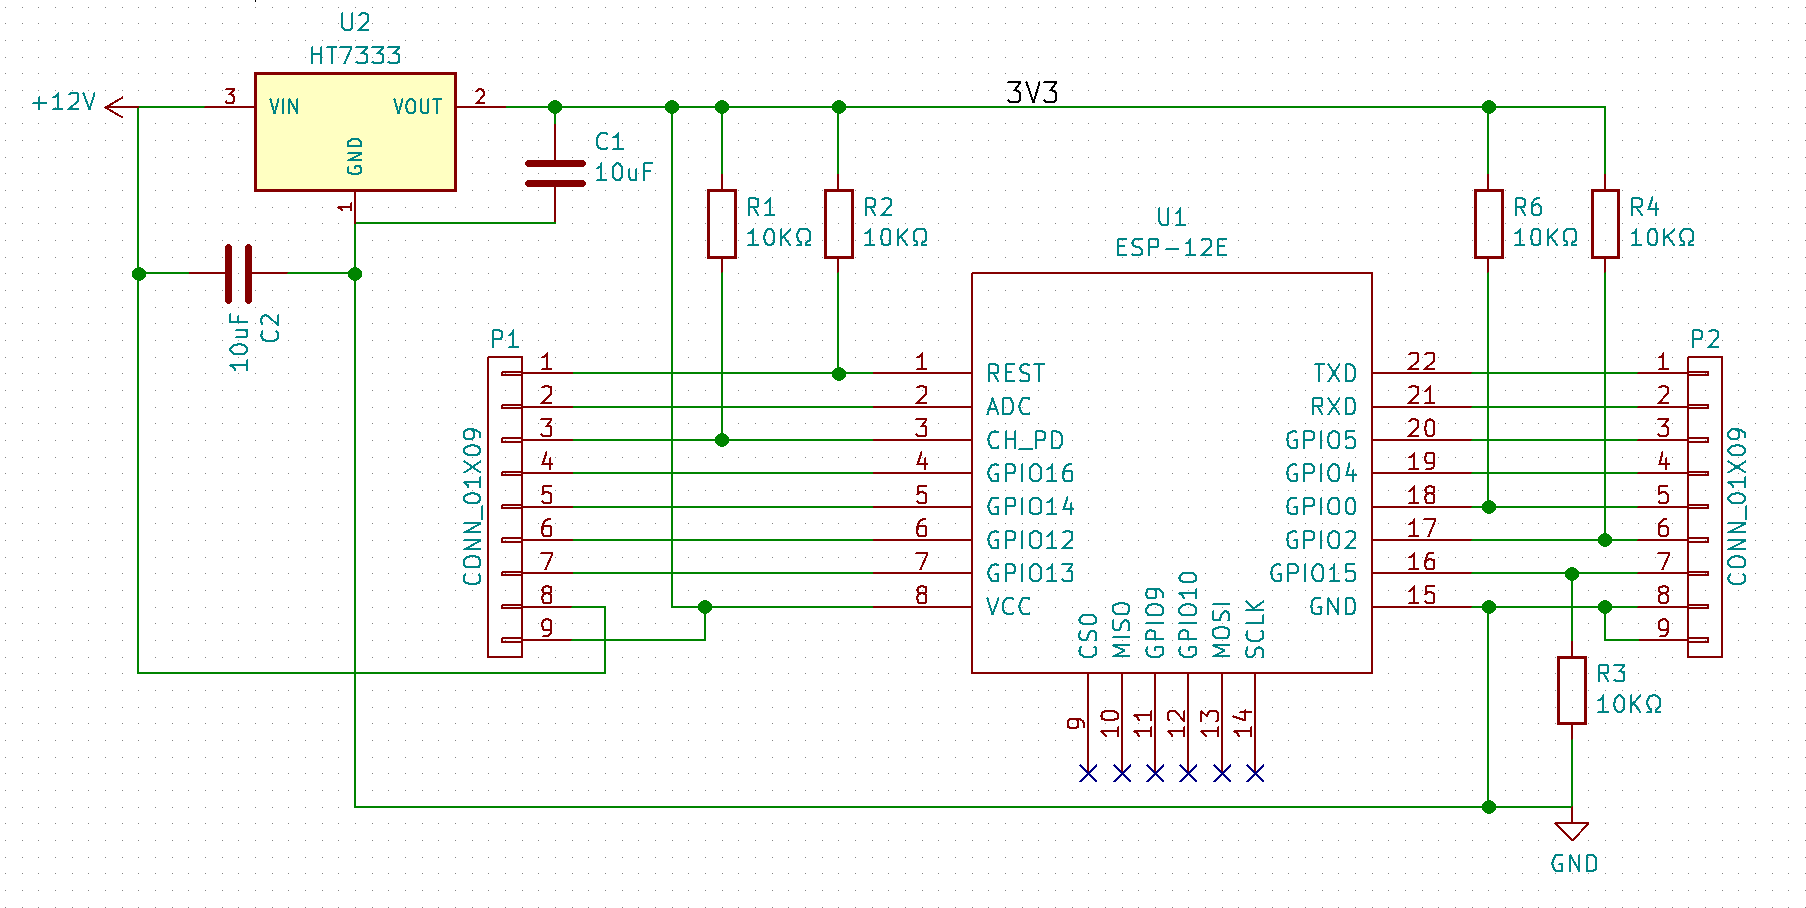 U2
HT7333
+12V
3
VIN
VOUT
2
GND
1
3V3
C1
10uF
R1
10KΩ
R2
10KΩ
R6
10KΩ
R4
10KΩ
U1
ESP-12E
10uF
C2
P1
CONN_01X09
1
2
3
4
5
6
7
8
9
1
2
3
4
5
6
7
8
REST
ADC
CH_PD
GPIO16
GPIO14
GPIO12
GPIO13
VCC
TXD
RXD
GPIO5
GPIO4
GPIO0
GPIO2
GPIO15
GND
22
21
20
19
18
17
16
15
CS0
MISO
GPIO9
GPIO10
MOSI
SCLK
9
10
11
12
13
14
P2
1
2
3
4
5
6
7
8
9
CONN_01X09
R3
10KΩ
GND